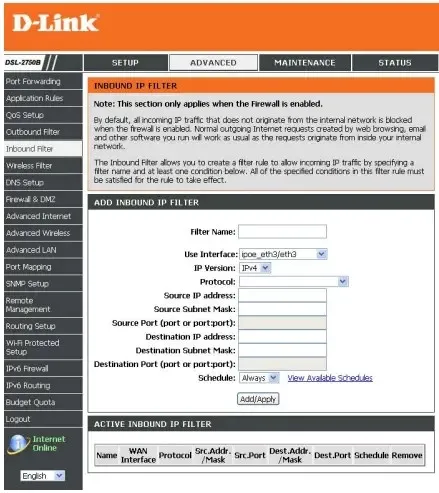 D-Link
DSL-2750B
SETUP
ADVANCED
MAINTENANCE
STATUS
Port Forwarding
Application Rules
QoS Setup
Outbound Filter
Inbound Filter
Wireless Filter
DNS Setup
Firewall & DMZ
Advanced Internet
Advanced Wireless
Advanced LAN
Port Mapping
SNMP Setup
Remote
Management
Routing Setup
Wi-Fi Protected
Setup
IPv6 Firewall
IPv6 Routing
Budget Quota
Logout
Internet
Online
English
INBOUND IP FILTER
Note: This section only applies when the Firewall is enabled.
By default, all incoming IP traffic that does not originate from the internal network is blocked
when the firewall is enabled. Normal outgoing Internet requests created by web browsing, email
and other software you run will work as usual as the requests originate from inside your internal
network.
The Inbound Filter allows you to create a filter rule to allow incoming IP traffic by specifying a
filter name and at least one condition below. All of the specified conditions in this filter rule must
be satisfied for the rule to take effect.
ADD INBOUND IP FILTER
Filter Name:
Use Interface: ipoe_eth3/eth3
IP Version: IPv4
Protocol:
Source IP address:
Source Subnet Mask:
Source Port (port or port:port):
Destination IP address:
Destination Subnet Mask:
Destination Port (port or port:port):
Schedule: Always View Available Schedules
Add/Apply
ACTIVE INBOUND IP FILTER
Name WAN Interface Protocol Src.Addr. /Mask Src.Port Dest.Addr. /Mask Dest.Port Schedule Remove